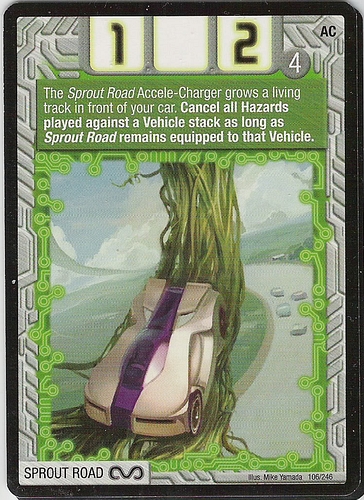 1 2
4
AC
The Sprout Road Accele-Charger grows a living
track in front of your car. Cancel all Hazards
played against a Vehicle stack as long as
Sprout Road remains equipped to that Vehicle.
SPROUT ROAD
Illus. Mike Yamada 106/246